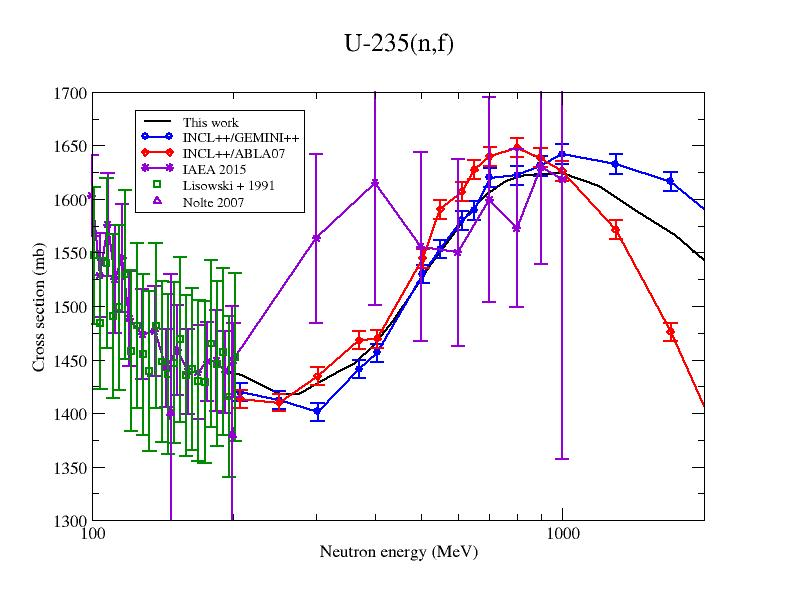 U-235(n,f)
1700
1650
1600
1550
1500
1450
1400
1350
1300
Cross section (mb)
This work
INCL++/GEMINI++
INCL++/ABLA07
IAEA 2015
Lisowski + 1991
Nolte 2007
100
1000
Neutron energy (MeV)